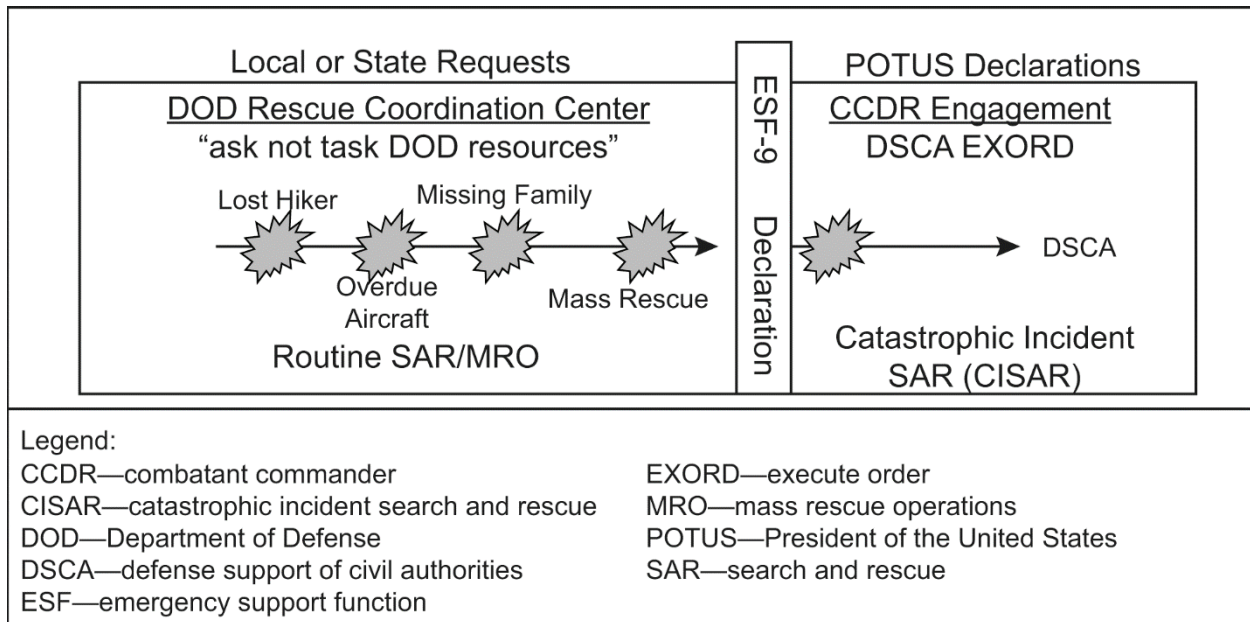 Local or State Requests
DOD Rescue Coordination Center
“ask not task DOD resources”
Lost Hiker
Missing Family
Overdue
Aircraft
Mass Rescue
Routine SAR/MRO
ESF-9 Declaration
POTUS Declarations
CCDR Engagement
DSCA EXORD
DSCA
Catastrophic Incident
SAR (CISAR)
Legend:
CCDR—combatant commander
CISAR—catastrophic incident search and rescue
DOD—Department of Defense
DSCA—defense support of civil authorities
ESF—emergency support function
EXORD—execute order
MRO—mass rescue operations
POTUS—President of the United States
SAR—search and rescue